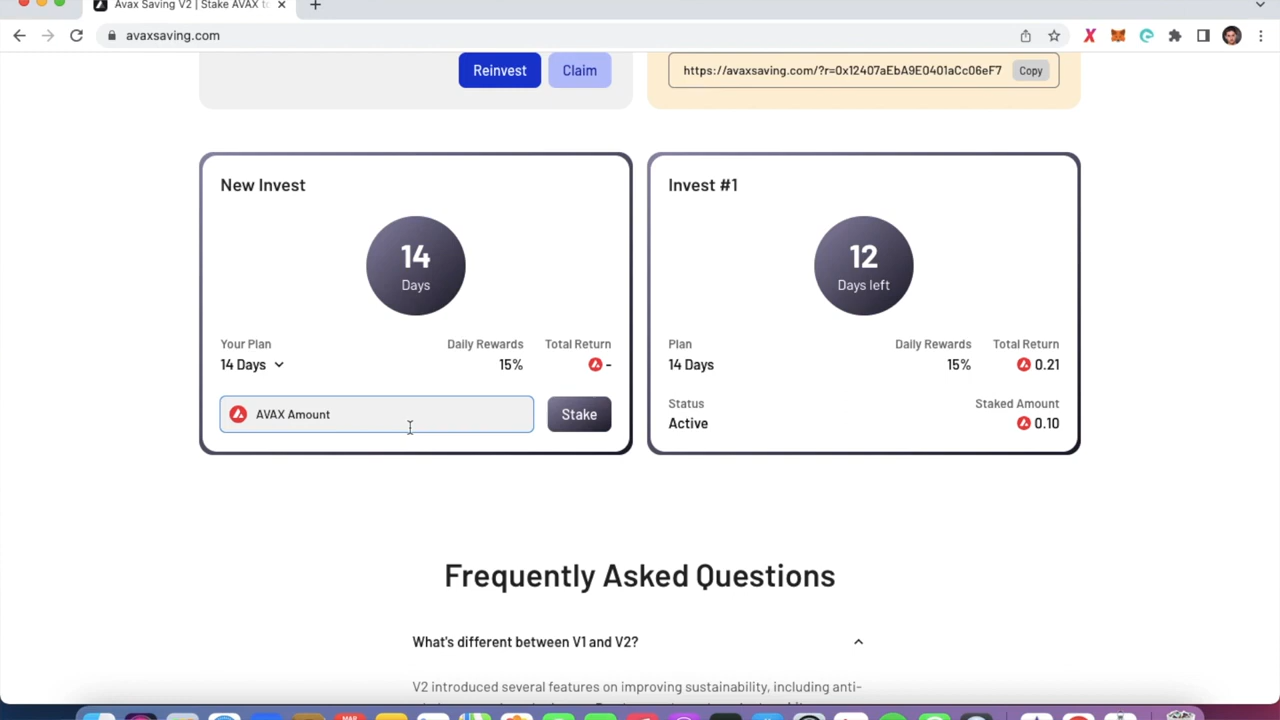 Avax Saving V2 | Stake AVAX to
avaxsaving.com
Reinvest
Claim
https://avaxsaving.com/?r=0x12407aEbA9E0401aCc06eF7
Copy
New Invest
14
Days
Your Plan
Daily Rewards
Total Return
14 Days
15%
-
AVAX Amount
Stake
Invest #1
12
Days left
Plan
Daily Rewards
Total Return
14 Days
15%
0.21
Status
Staked Amount
Active
0.10
Frequently Asked Questions
What's different between V1 and V2?
V2 introduced several features on improving sustainability, including anti-
MAR